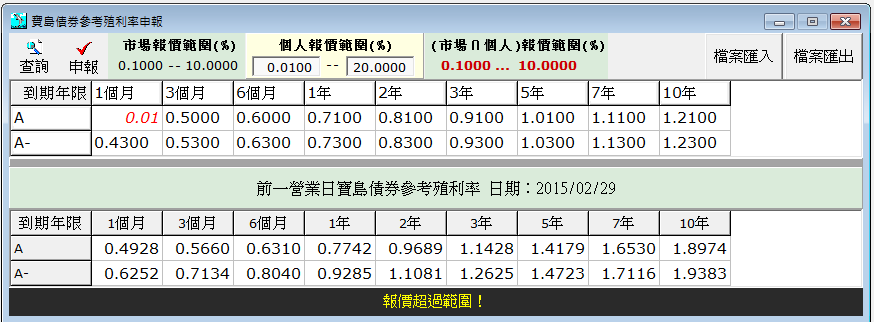 寶島債券參考殖利率申報
查詢 申報 市場報價範圍(%) 0.1000 -- 10.0000 個人報價範圍(%) 0.0100 -- 20.0000 (市場∩個人)報價範圍(%) 0.1000 ... 10.0000 檔案匯入 檔案匯出
到期年限 1個月 3個月 6個月 1年 2年 3年 5年 7年 10年
A 0.01 0.5000 0.6000 0.7100 0.8100 0.9100 1.0100 1.1100 1.2100
A- 0.4300 0.5300 0.6300 0.7300 0.8300 0.9300 1.0300 1.1300 1.2300
前一營業日寶島債券參考殖利率 日期：2015/02/29
到期年限 1個月 3個月 6個月 1年 2年 3年 5年 7年 10年
A 0.4928 0.5660 0.6310 0.7742 0.9689 1.1428 1.4179 1.6530 1.8974
A- 0.6252 0.7134 0.8040 0.9285 1.1081 1.2625 1.4723 1.7116 1.9383
報價超過範圍！